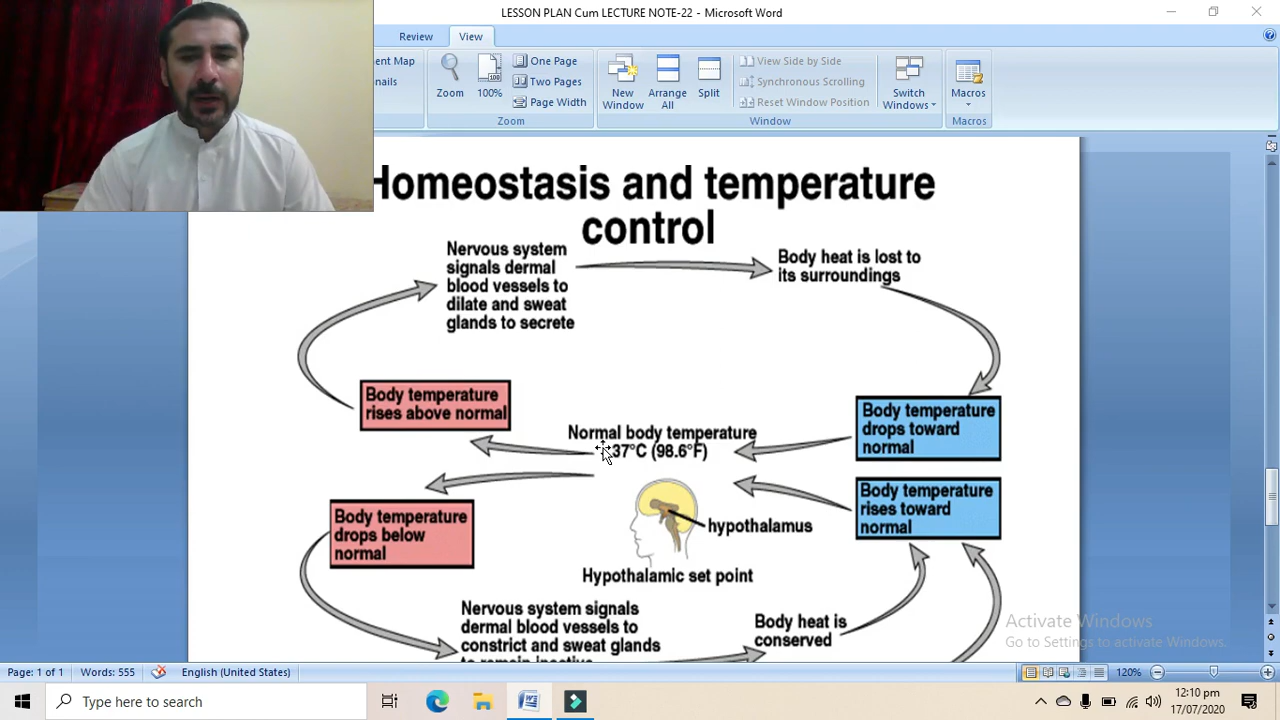 LESSON PLAN Cum LECTURE NOTE-22 - Microsoft Word
Review
View
ent Map
nails
Zoom
100%
One Page
Two Pages
Page Width
Zoom
New
Window
Arrange
All
Split
View Side by Side
Synchronous Scrolling
Reset Window Position
Window
Switch
Windows
Macros
Macros
Homeostasis and temperature
control
Nervous system
signals dermal
blood vessels to
dilate and sweat
glands to secrete
Body heat is lost to
its surroundings
Body temperature
rises above normal
Normal body temperature
37°C (98.6°F)
Body temperature
drops toward
normal
Body temperature
drops below
normal
hypothalamus
Hypothalamic set point
Body temperature
rises toward
normal
Nervous system signals
dermal blood vessels to
constrict and sweat glands
to remain inactive
Body heat is
conserved
Activate Windows
Go to Settings to activate Windows.
Page: 1 of 1
Words: 555
English (United States)
120%
Type here to search
12:10 pm
17/07/2020